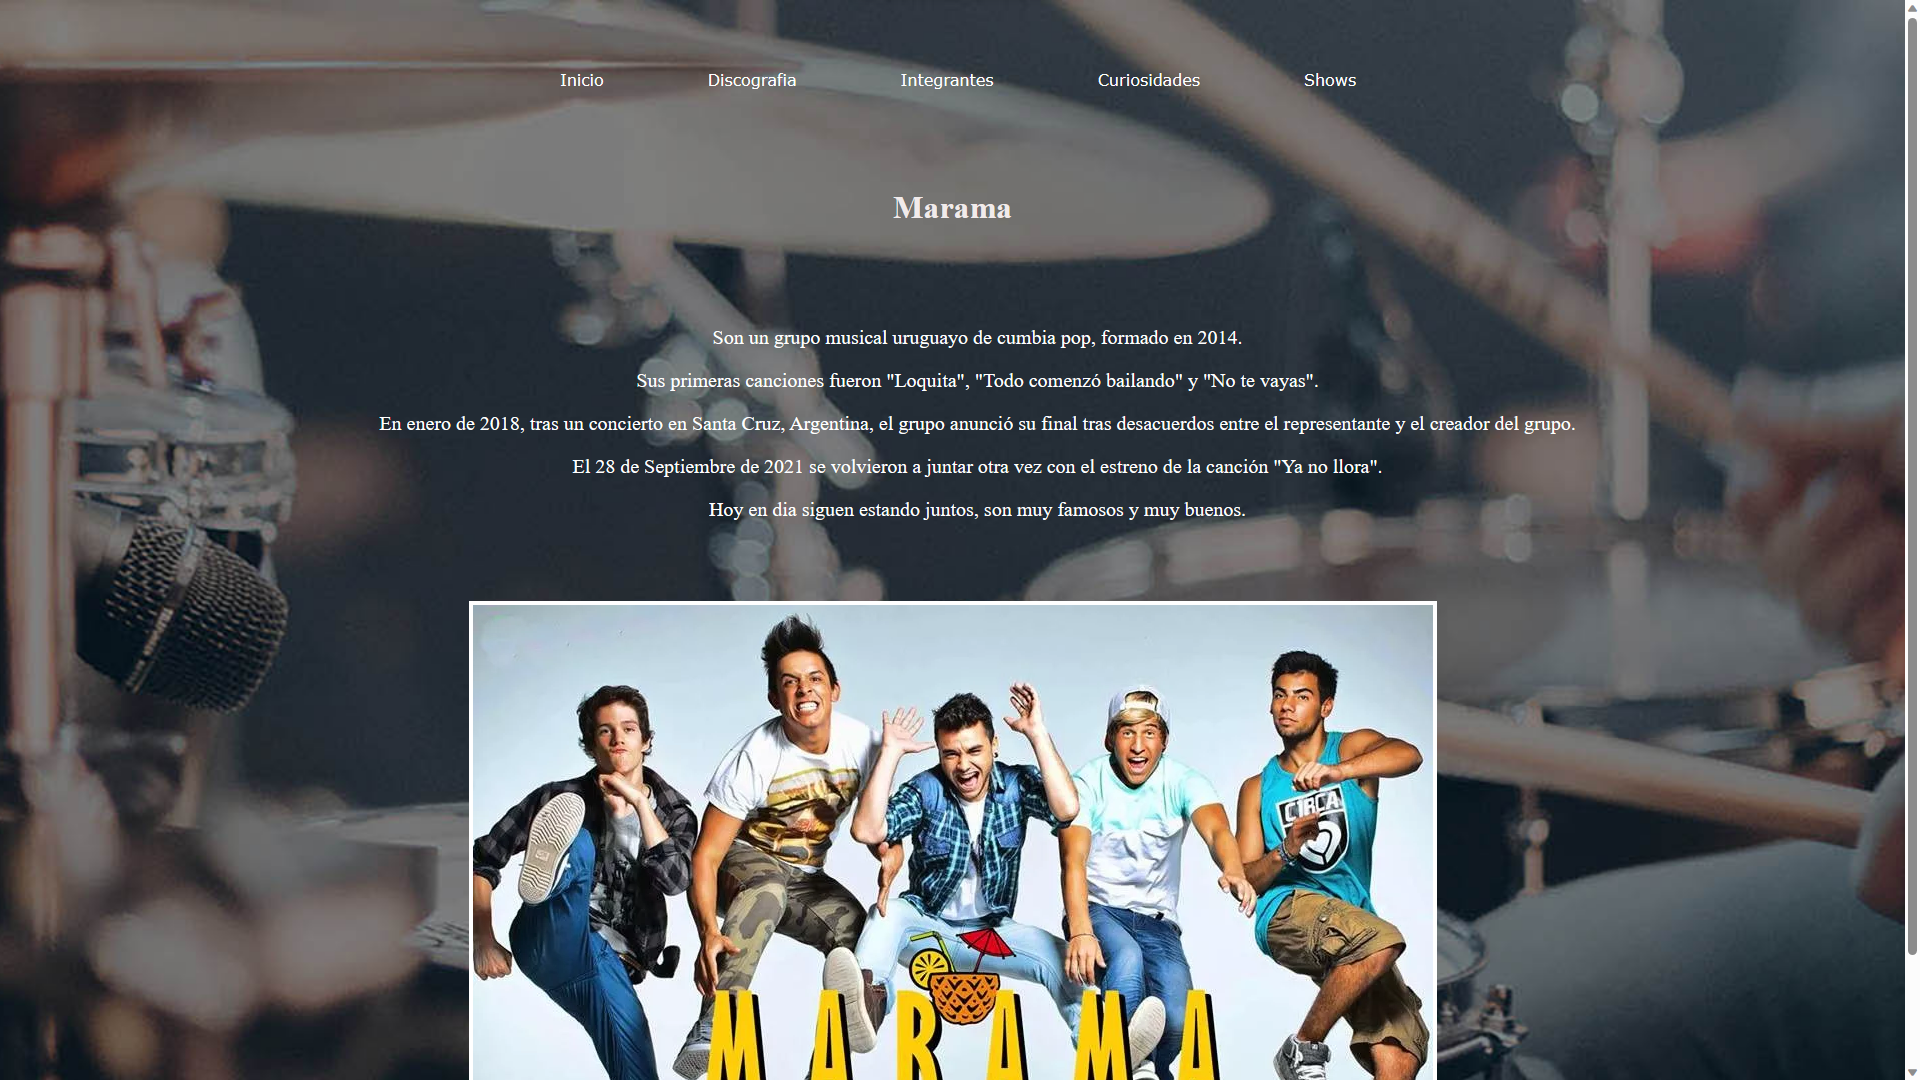 Inicio
Discografia
Integrantes
Curiosidades
Shows
Marama
Son un grupo musical uruguayo de cumbia pop, formado en 2014.
Sus primeras canciones fueron "Loquita", "Todo comenzó bailando" y "No te vayas".
En enero de 2018, tras un concierto en Santa Cruz, Argentina, el grupo anunció su final tras desacuerdos entre el representante y el creador del grupo.
El 28 de Septiembre de 2021 se volvieron a juntar otra vez con el estreno de la canción "Ya no llora".
Hoy en dia siguen estando juntos, son muy famosos y muy buenos.
C1RCA
MARAMA